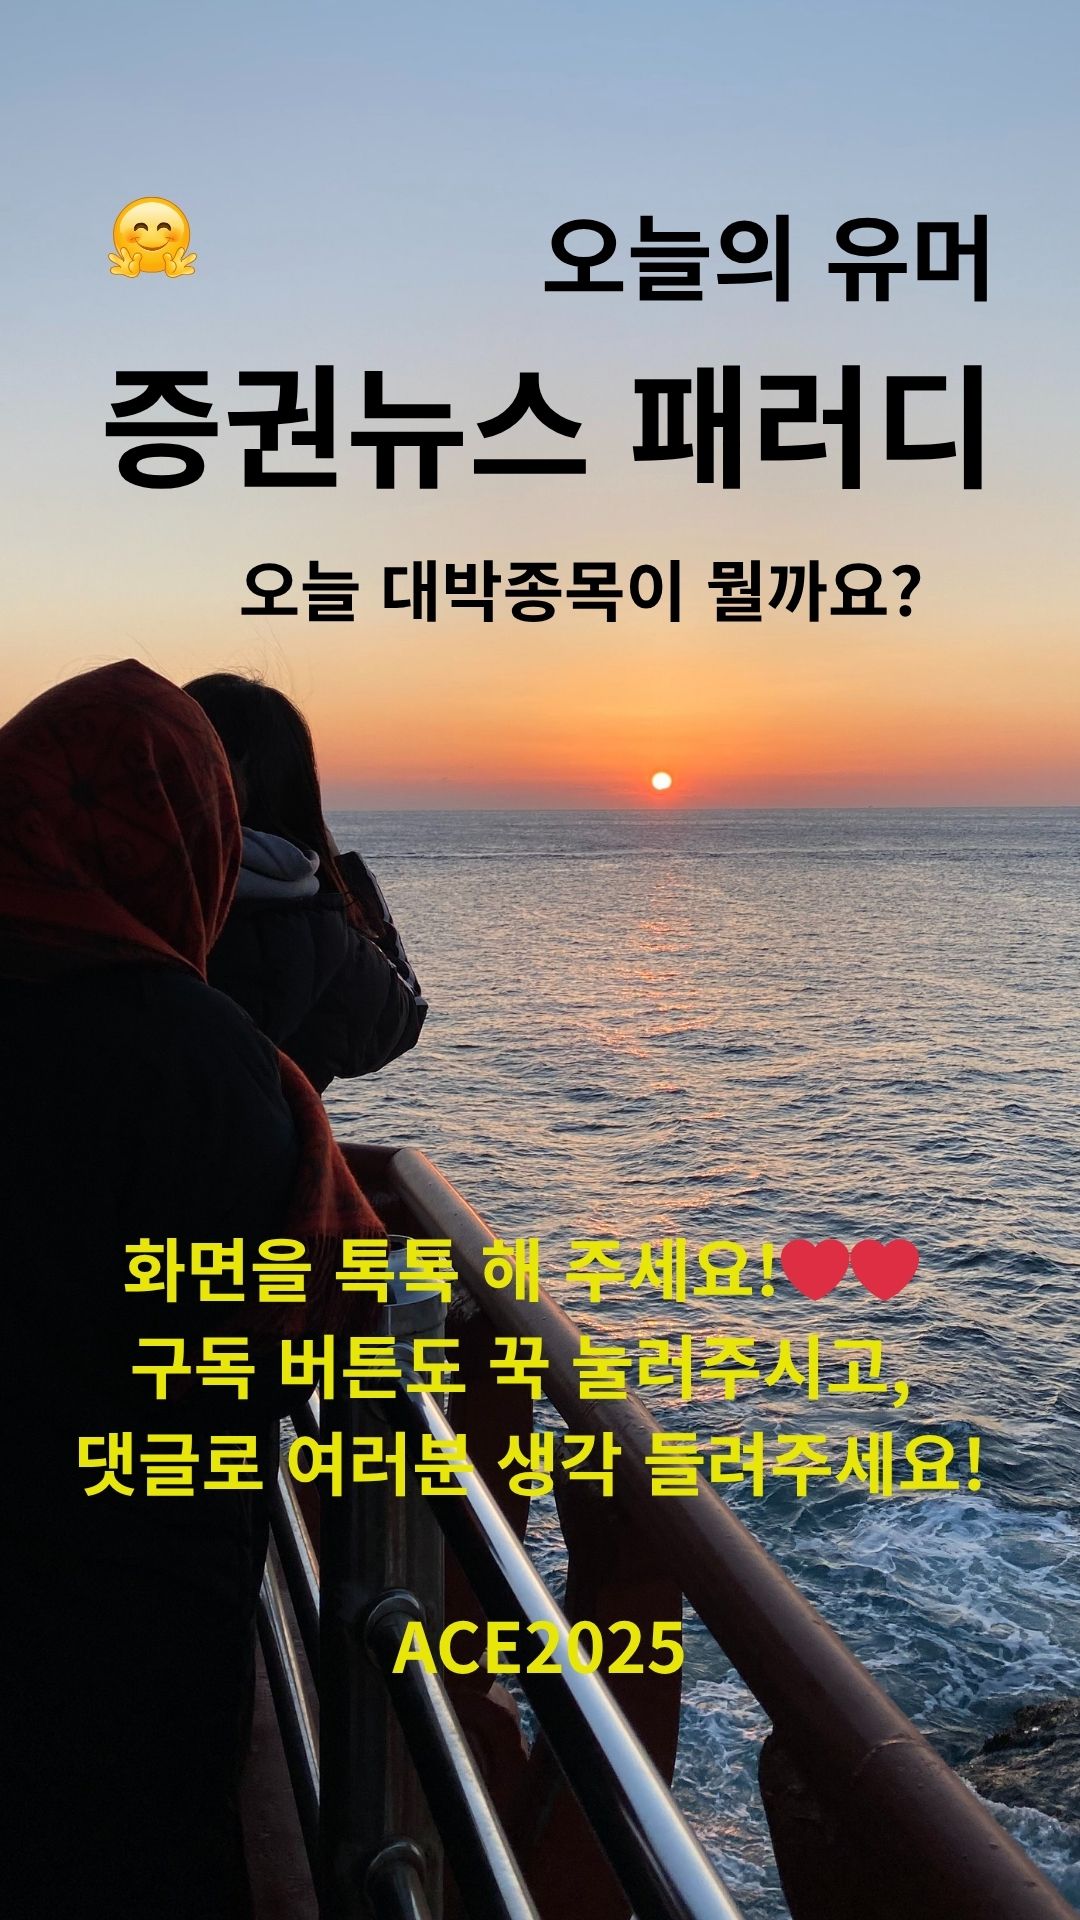 🤗 오늘의 유머
증권뉴스 패러디
오늘 대박종목이 뭘까요?
화면을 톡톡 해 주세요!❤❤
구독 버튼도 꾹 눌러주시고,
댓글로 여러분 생각 들려주세요!
ACE2025